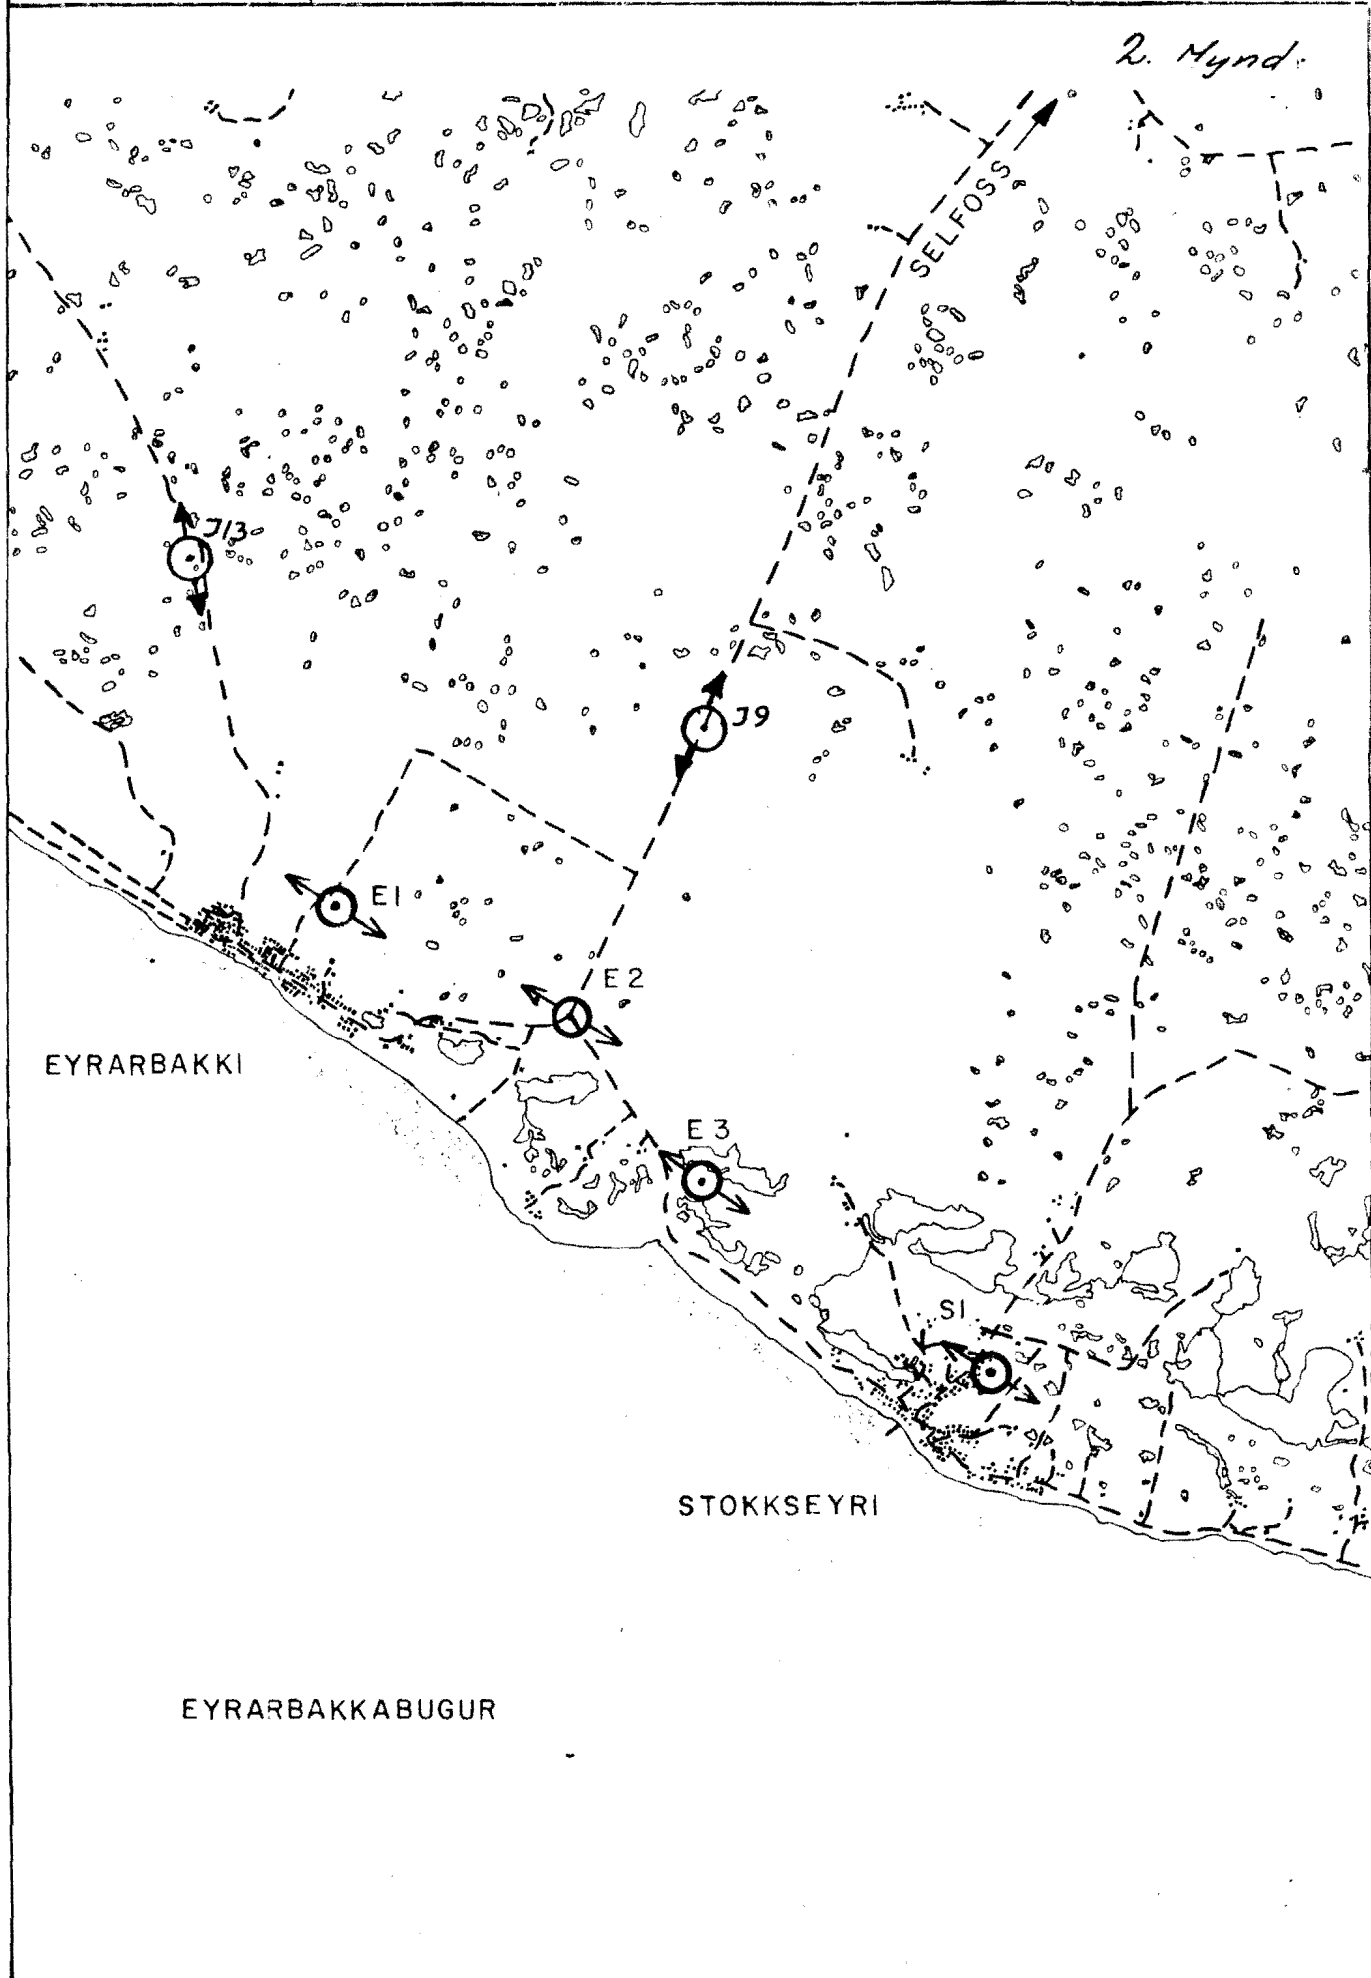 2. Mynd.
SELFOSS
J13
J9
E1
E2
EYRARBAKKI
E3
S1
STOKKSEYRI
EYRARBAKKABUGUR